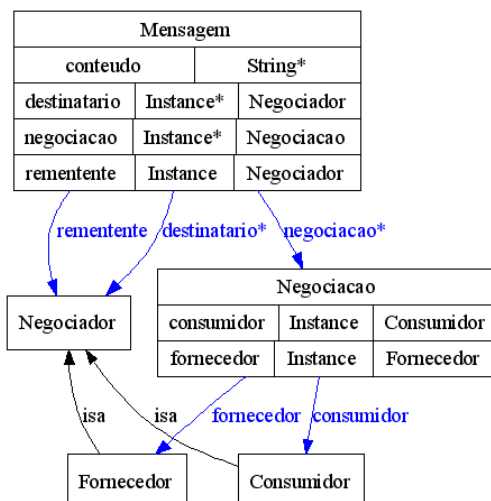 Mensagem
conteudo String*
destinatario Instance* Negociador
negociacao Instance* Negociacao
rementente Instance Negociador
rementente destinatario* negociacao*
Negociacao
Negociador
consumidor Instance Consumidor
fornecedor Instance Fornecedor
isa isa fornecedor consumidor
Fornecedor Consumidor